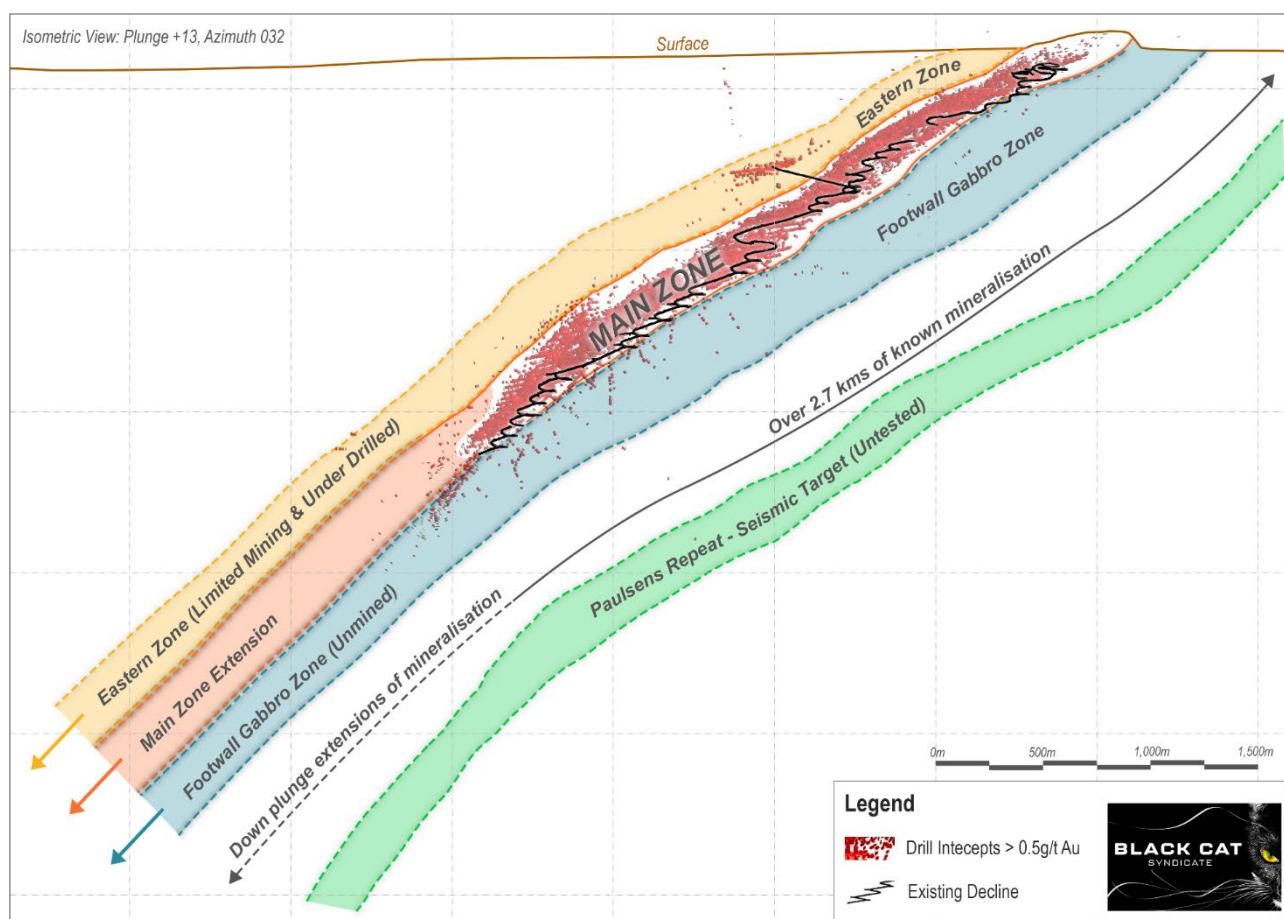 Isometric View: Plunge +13, Azimuth 032
Surface
Eastern Zone
Footwall Gabbro Zone
MAIN ZONE
Over 2.7 kms of known mineralisation
Eastern Zone (Limited Mining & Under Drilled)
Main Zone Extension
Footwall Gabbro Zone (Unmined)
Paulsens Repeat - Seismic Target (Untested)
Down plunge extensions of mineralisation
0m 500m 1,000m 1,500m
Legend
Drill Intecepts > 0.5g/t Au
Existing Decline
BLACK CAT
SYNDICATE